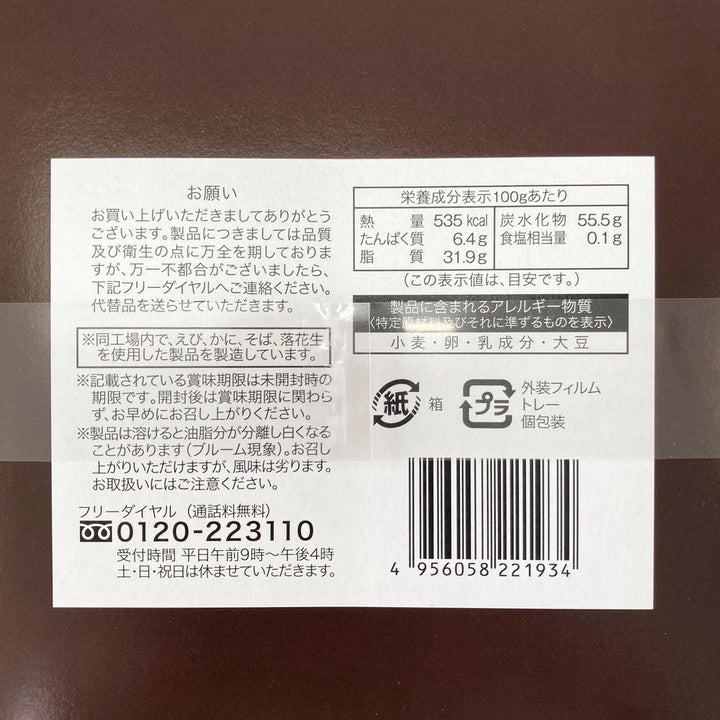 お願い
お買い上げいただきましてありがとう
ございます。製品につきましては品質
及び衛生の点に万全を期しております
が、万一不都合がございましたら、
下記フリーダイヤルへご連絡ください。
代替品を送らせていただきます。
※同工場内で、えび、かに、そば、落花生
を使用した製品を製造しています。
※記載されている賞味期限は未開封時の
期限です。開封後は賞味期限に関わら
ず、お早めにお召し上がりください。
※製品は溶けると油脂分が分離し白くなる
ことがあります(ブルーム現象)。お召し
上がりいただけますが、風味は劣ります。
お取扱いにはご注意ください。
フリーダイヤル(通話料無料)
0120-223110
受付時間 平日午前9時〜午後4時
土・日・祝日は休ませていただきます。
栄養成分表示100gあたり
熱量 535kcal 炭水化物 55.5g
たんぱく質 6.4g 食塩相当量 0.1g
脂質 31.9g
(この表示値は、目安です。)
製品に含まれるアレルギー物質
〈特定原材料及びそれに準ずるものを表示〉
小麦・卵・乳成分・大豆
紙 箱
プラ 外装フィルム
トレー
個包装
4 956058 221934